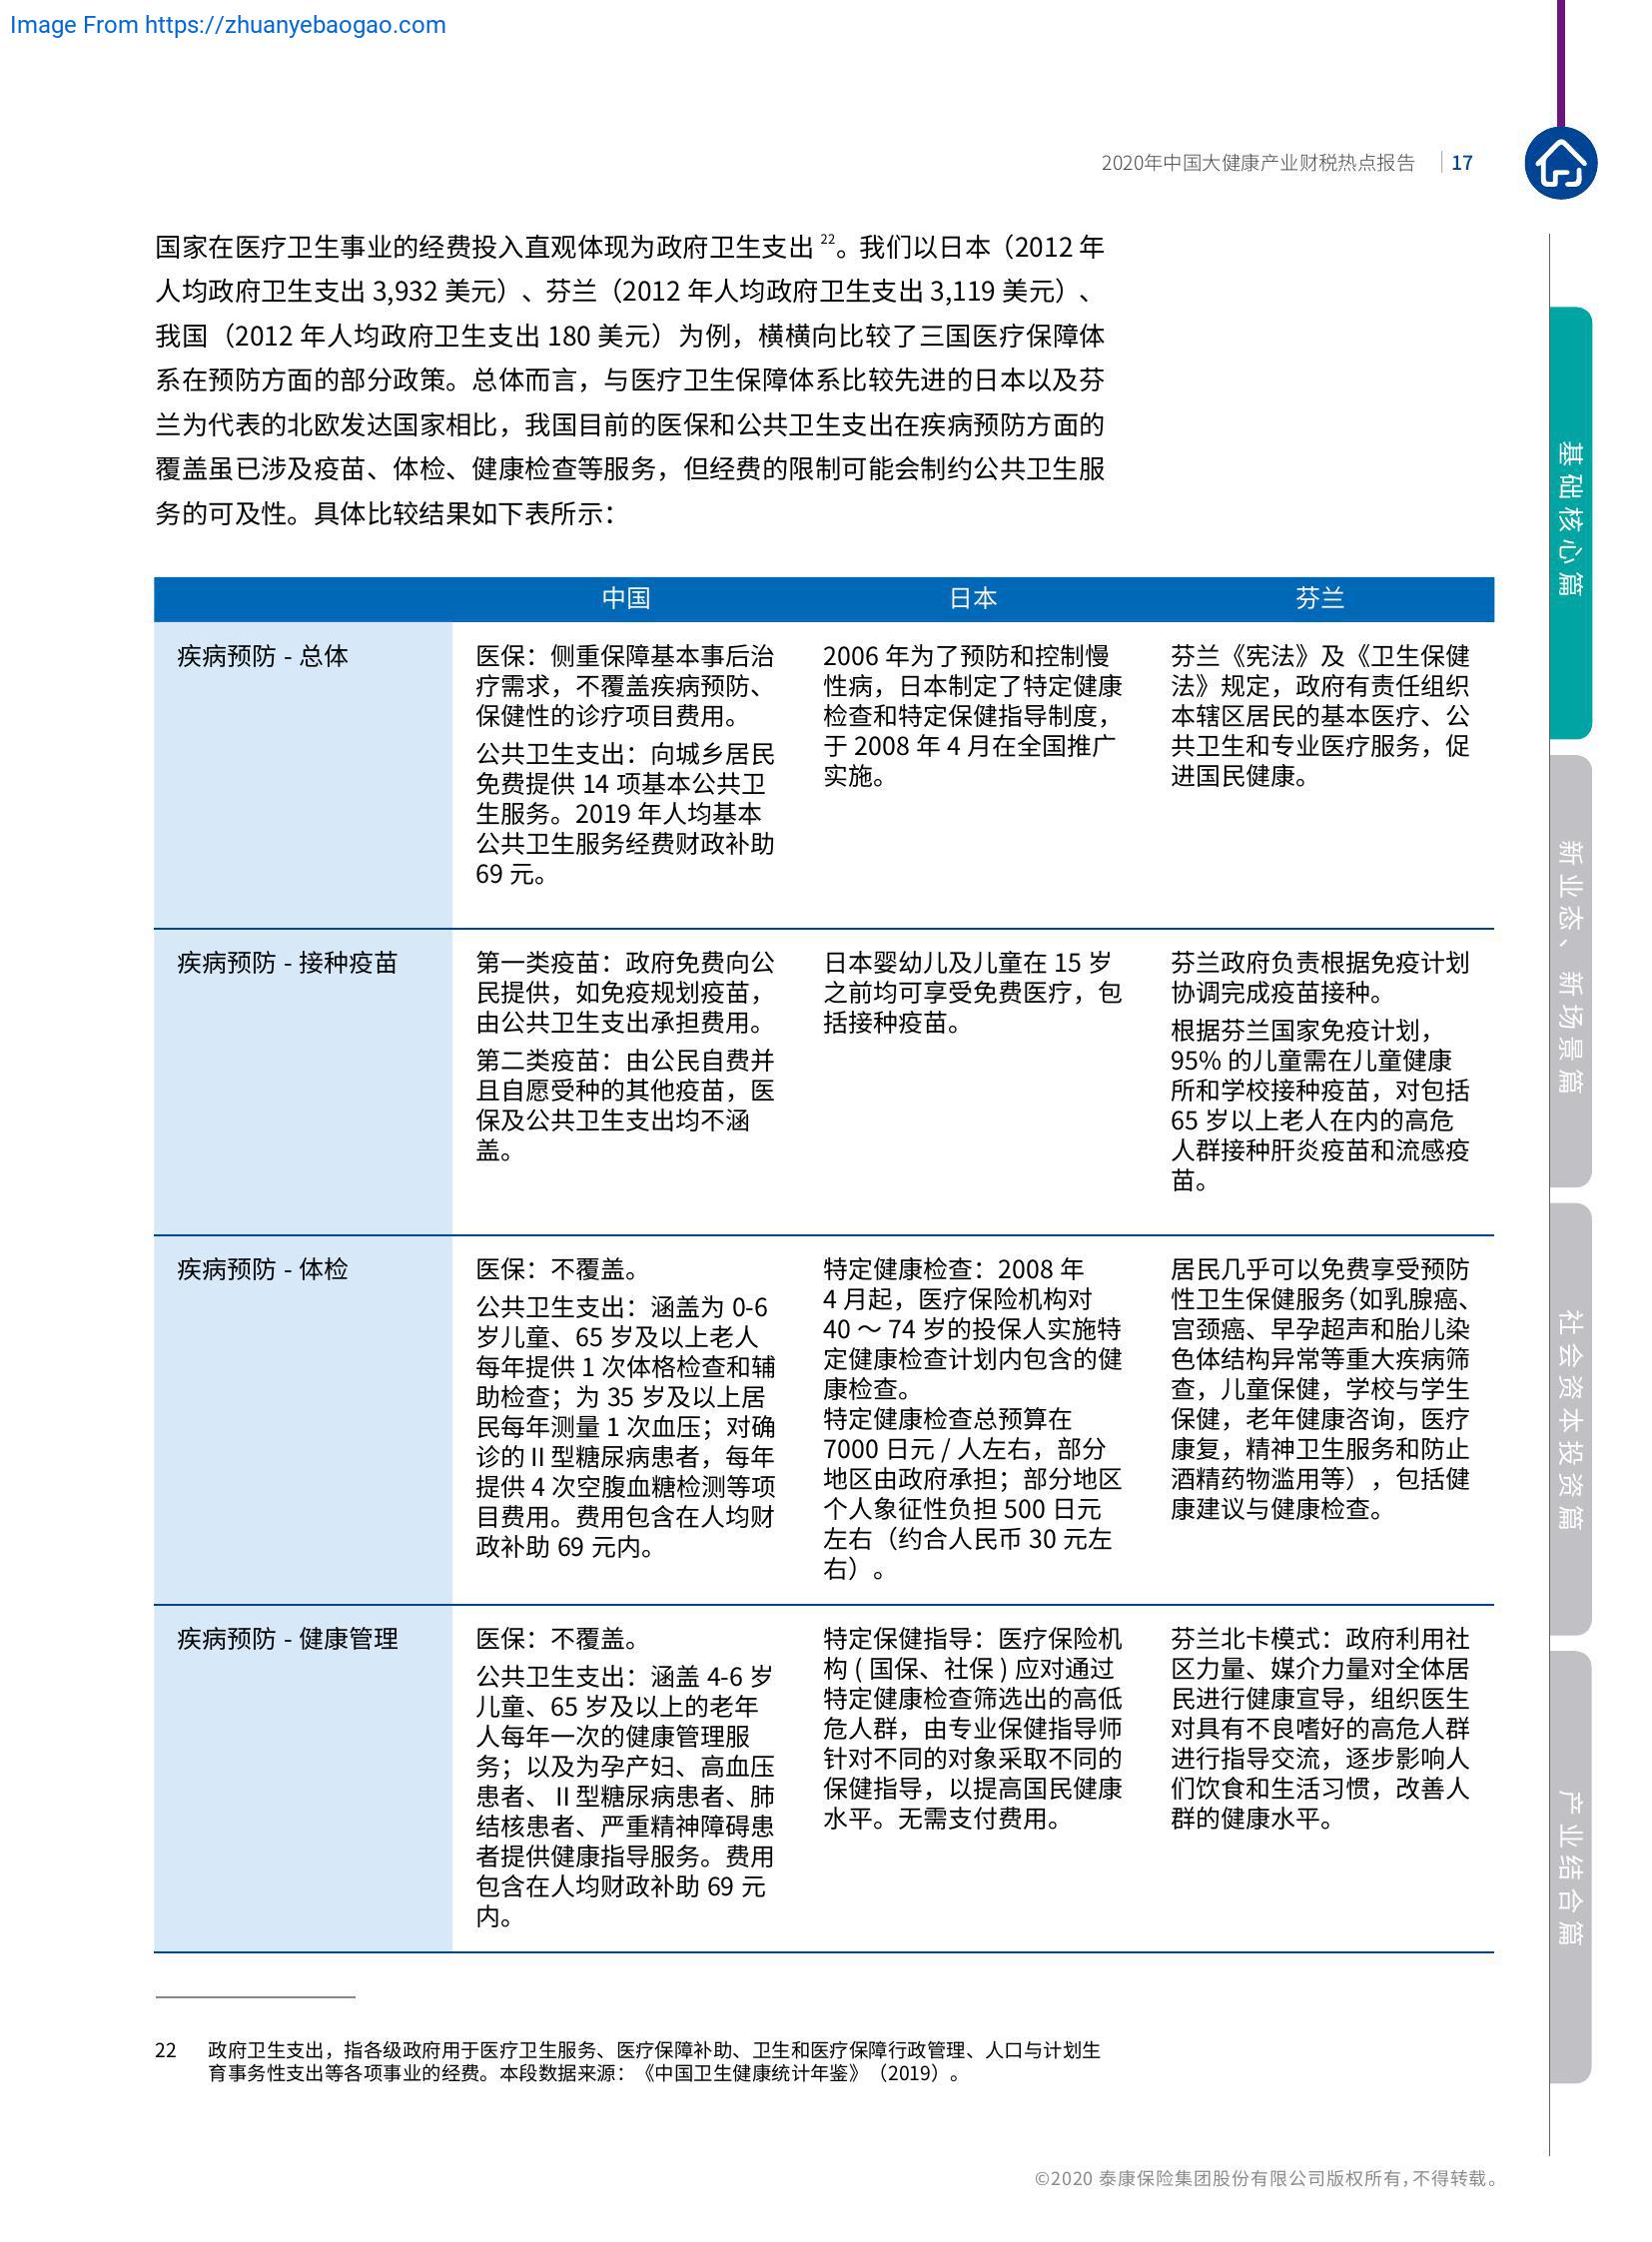 Image From https://zhuanyebaogao.com
2020年中国大健康产业财税热点报告 17
国家在医疗卫生事业的经费投入直观体现为政府卫生支出 22。我们以日本（2012 年
人均政府卫生支出 3,932 美元）、芬兰（2012 年人均政府卫生支出 3,119 美元）、
我国（2012 年人均政府卫生支出 180 美元）为例，横横向比较了三国医疗保障体
系在预防方面的部分政策。总体而言，与医疗卫生保障体系比较先进的日本以及芬
兰为代表的北欧发达国家相比，我国目前的医保和公共卫生支出在疾病预防方面的
覆盖虽已涉及疫苗、体检、健康检查等服务，但经费的限制可能会制约公共卫生服
务的可及性。具体比较结果如下表所示：
中国
日本
芬兰
疾病预防 - 总体
医保：侧重保障基本事后治
疗需求，不覆盖疾病预防、
保健性的诊疗项目费用。
公共卫生支出：向城乡居民
免费提供 14 项基本公共卫
生服务。2019 年人均基本
公共卫生服务经费财政补助
69 元。
2006 年为了预防和控制慢
性病，日本制定了特定健康
检查和特定保健指导制度，
于 2008 年 4 月在全国推广
实施。
芬兰《宪法》及《卫生保健
法》规定，政府有责任组织
本辖区居民的基本医疗、公
共卫生和专业医疗服务，促
进国民健康。
疾病预防 - 接种疫苗
第一类疫苗：政府免费向公
民提供，如免疫规划疫苗，
由公共卫生支出承担费用。
第二类疫苗：由公民自费并
且自愿受种的其他疫苗，医
保及公共卫生支出均不涵
盖。
日本婴幼儿及儿童在 15 岁
之前均可享受免费医疗，包
括接种疫苗。
芬兰政府负责根据免疫计划
协调完成疫苗接种。
根据芬兰国家免疫计划，
95% 的儿童需在儿童健康
所和学校接种疫苗，对包括
65 岁以上老人在内的高危
人群接种肝炎疫苗和流感疫
苗。
疾病预防 - 体检
医保：不覆盖。
公共卫生支出：涵盖为 0-6
岁儿童、65 岁及以上老人
每年提供 1 次体格检查和辅
助检查；为 35 岁及以上居
民每年测量 1 次血压；对确
诊的 II 型糖尿病患者，每年
提供 4 次空腹血糖检测等项
目费用。费用包含在人均财
政补助 69 元内。
特定健康检查：2008 年
4 月起，医疗保险机构对
40 ～ 74 岁的投保人实施特
定健康检查计划内包含的健
康检查。
特定健康检查总预算在
7000 日元 / 人左右，部分
地区由政府承担；部分地区
个人象征性负担 500 日元
左右（约合人民币 30 元左
右）。
居民几乎可以免费享受预防
性卫生保健服务（如乳腺癌、
宫颈癌、早孕超声和胎儿染
色体结构异常等重大疾病筛
查，儿童保健，学校与学生
保健，老年健康咨询，医疗
康复，精神卫生服务和防止
酒精药物滥用等），包括健
康建议与健康检查。
疾病预防 - 健康管理
医保：不覆盖。
公共卫生支出：涵盖 4-6 岁
儿童、65 岁及以上的老年
人每年一次的健康管理服
务；以及为孕产妇、高血压
患者、II 型糖尿病患者、肺
结核患者、严重精神障碍患
者提供健康指导服务。费用
包含在人均财政补助 69 元
内。
特定保健指导：医疗保险机
构 ( 国保、社保 ) 应对通过
特定健康检查筛选出的高低
危人群，由专业保健指导师
针对不同的对象采取不同的
保健指导，以提高国民健康
水平。无需支付费用。
芬兰北卡模式：政府利用社
区力量、媒介力量对全体居
民进行健康宣导，组织医生
对具有不良嗜好的高危人群
进行指导交流，逐步影响人
们饮食和生活习惯，改善人
群的健康水平。
22 政府卫生支出，指各级政府用于医疗卫生服务、医疗保障补助、卫生和医疗保障行政管理、人口与计划生
育事务性支出等各项事业的经费。本段数据来源：《中国卫生健康统计年鉴》（2019）。
基础核心篇
新业态、新场景篇
社会资本投资篇
产业结合篇
©2020 泰康保险集团股份有限公司版权所有，不得转载。